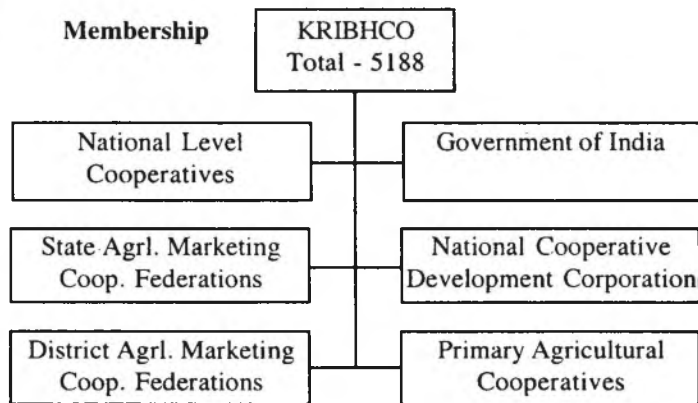 Membership
KRIBHCO
Total - 5188
National Level
Cooperatives
Government of India
State Agrl. Marketing
Coop. Federations
National Cooperative
Development Corporation
District Agrl. Marketing
Coop. Federations
Primary Agricultural
Cooperatives